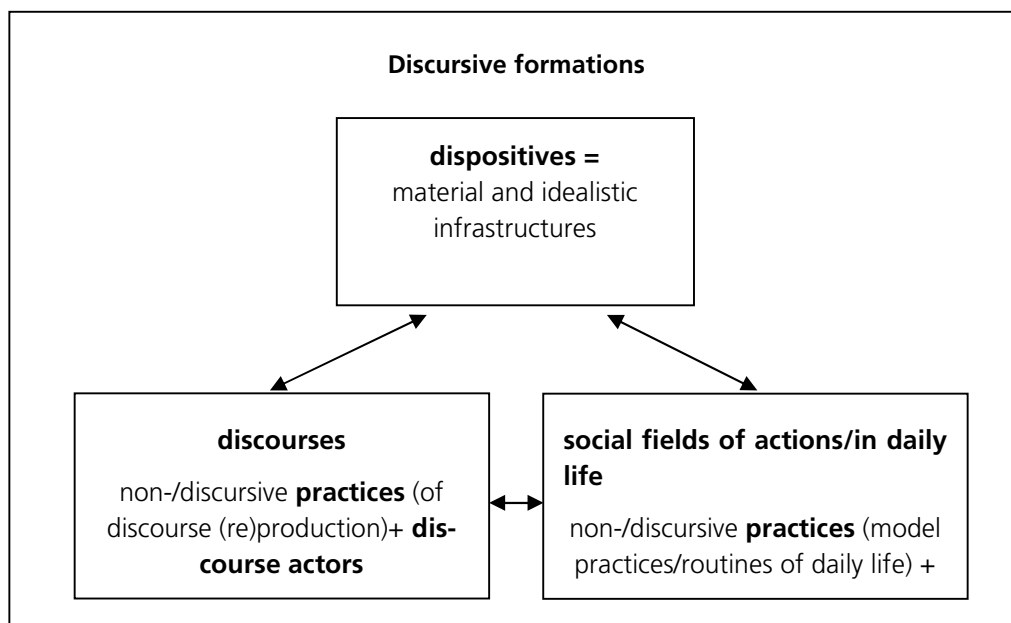 Discursive formations
dispositives =
material and idealistic
infrastructures
discourses
non-/discursive practices (of
discourse (re)production)+ dis-
course actors
social fields of actions/in daily
life
non-/discursive practices (model
practices/routines of daily life) +